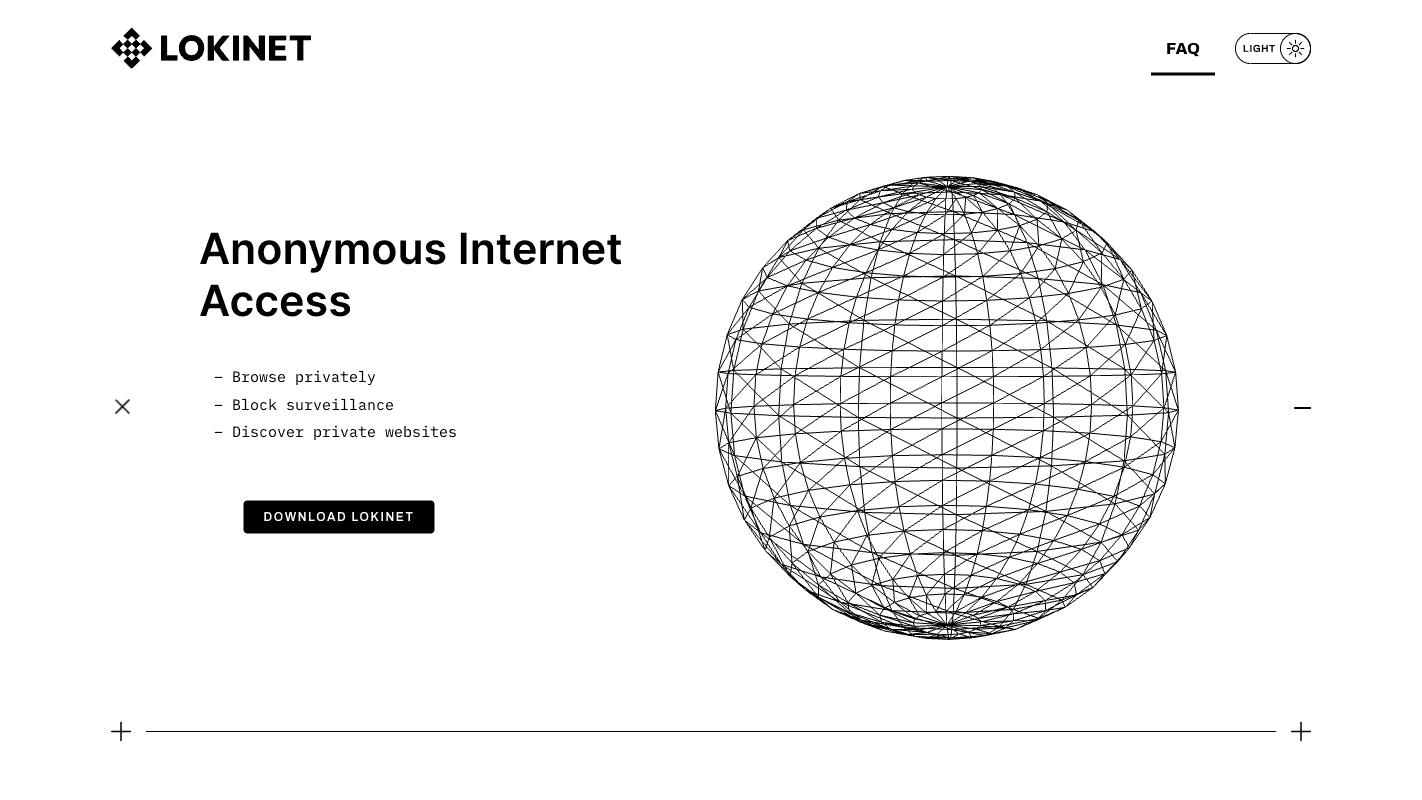 LOKINET
FAQ
LIGHT
Anonymous Internet
Access
– Browse privately
– Block surveillance
– Discover private websites
DOWNLOAD LOKINET